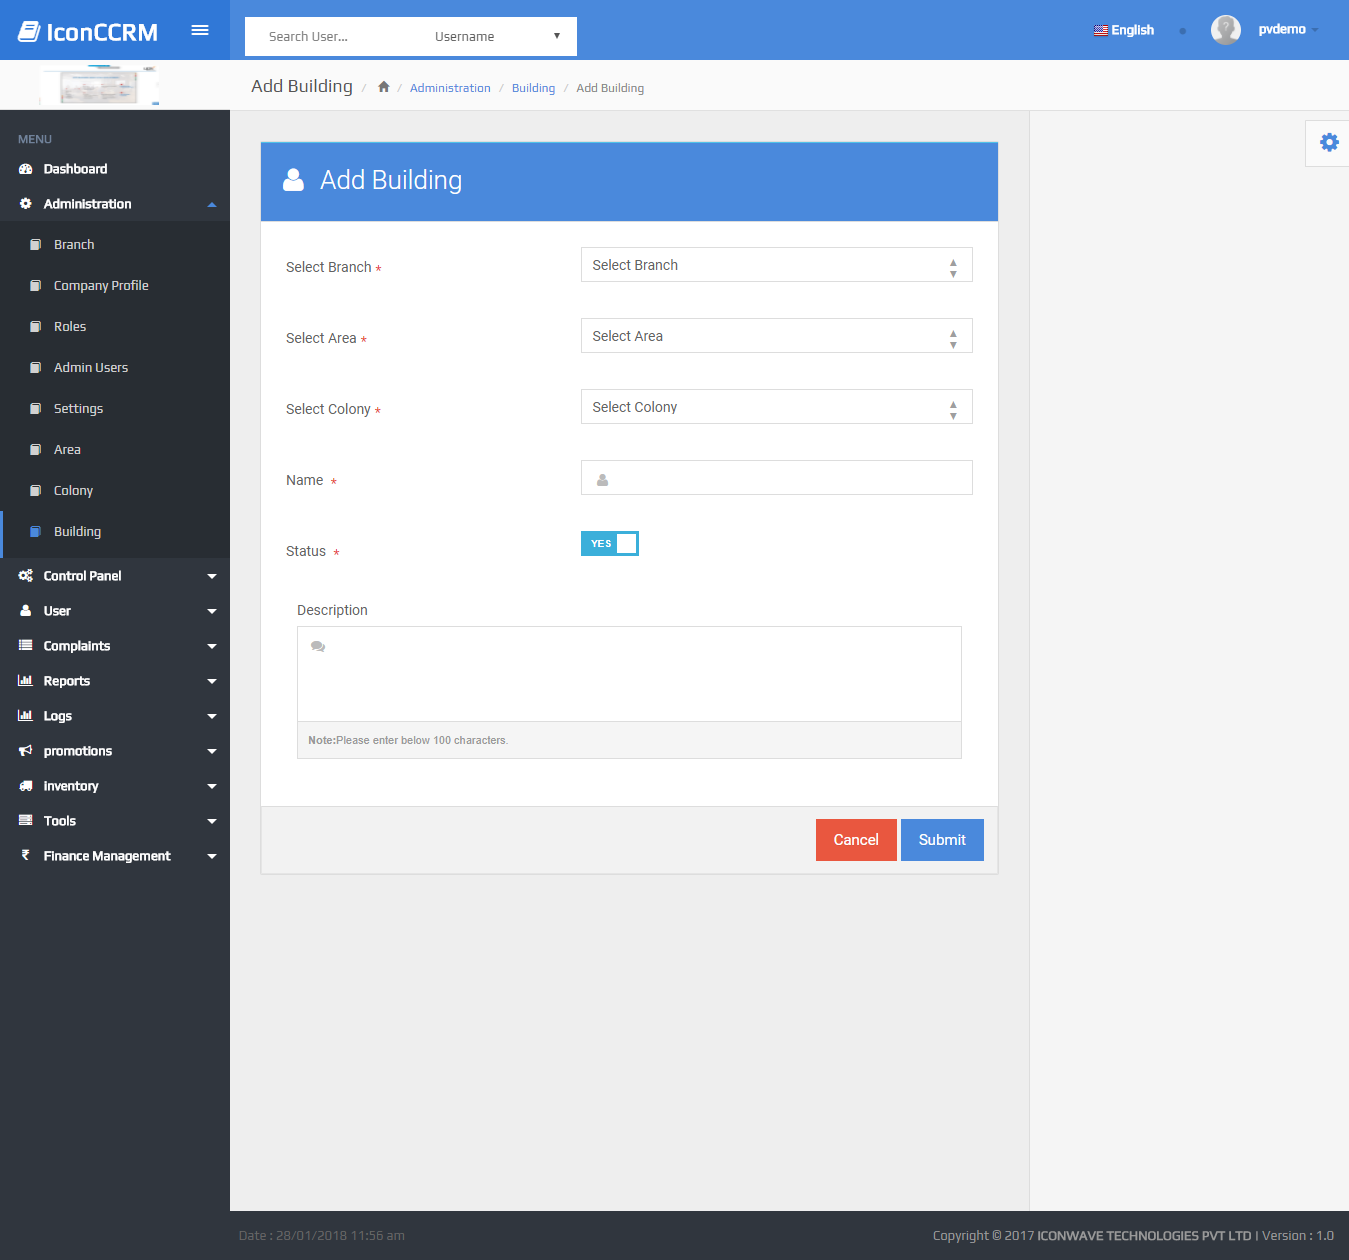 IconCCRM
Search User...
Username
English
pvdemo
Add Building / / Administration / Building / Add Building
MENU
Dashboard
Administration
Branch
Company Profile
Roles
Admin Users
Settings
Area
Colony
Building
Control Panel
User
Complaints
Reports
Logs
promotions
Inventory
Tools
Finance Management
Add Building
Select Branch *
Select Branch
Select Area *
Select Area
Select Colony *
Select Colony
Name *
Status *
YES
Description
Note:Please enter below 100 characters.
Cancel
Submit
Date : 28/01/2018 11:56 am
Copyright © 2017 ICONWAVE TECHNOLOGIES PVT LTD | Version : 1.0